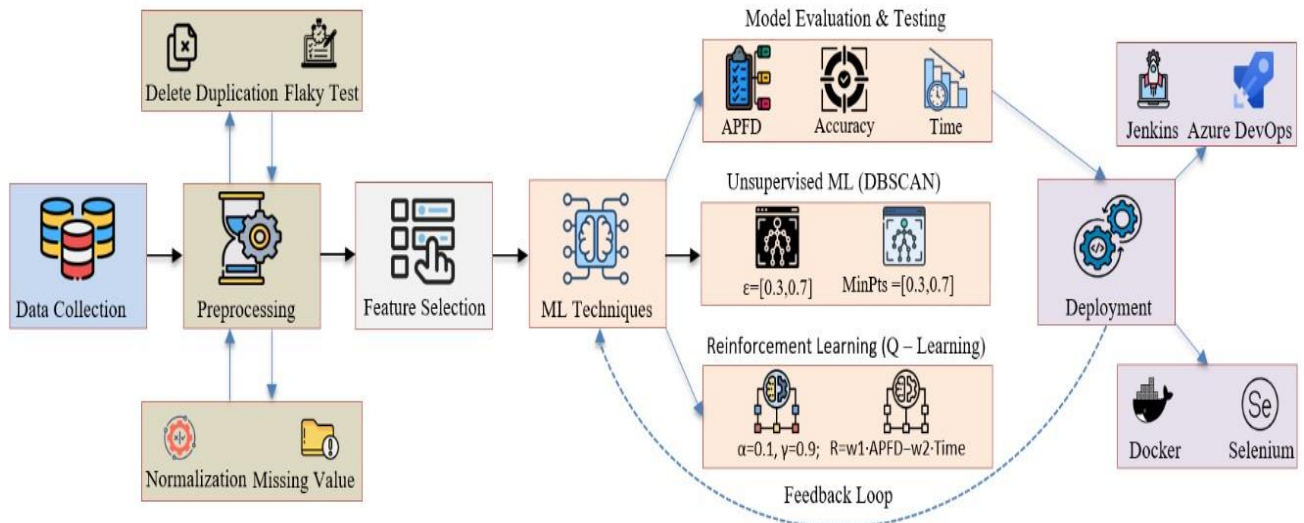 Model Evaluation & Testing
Delete Duplication Flaky Test
APFD Accuracy Time
Jenkins Azure DevOps
Unsupervised ML (DBSCAN)
ε=[0.3,0.7] MinPts =[0.3,0.7]
Data Collection
Preprocessing
Feature Selection
ML Techniques
Deployment
Reinforcement Learning (Q – Learning)
α=0.1, γ=0.9; R=w1·APFD–w2·Time
Normalization Missing Value
Docker Se Selenium
Feedback Loop